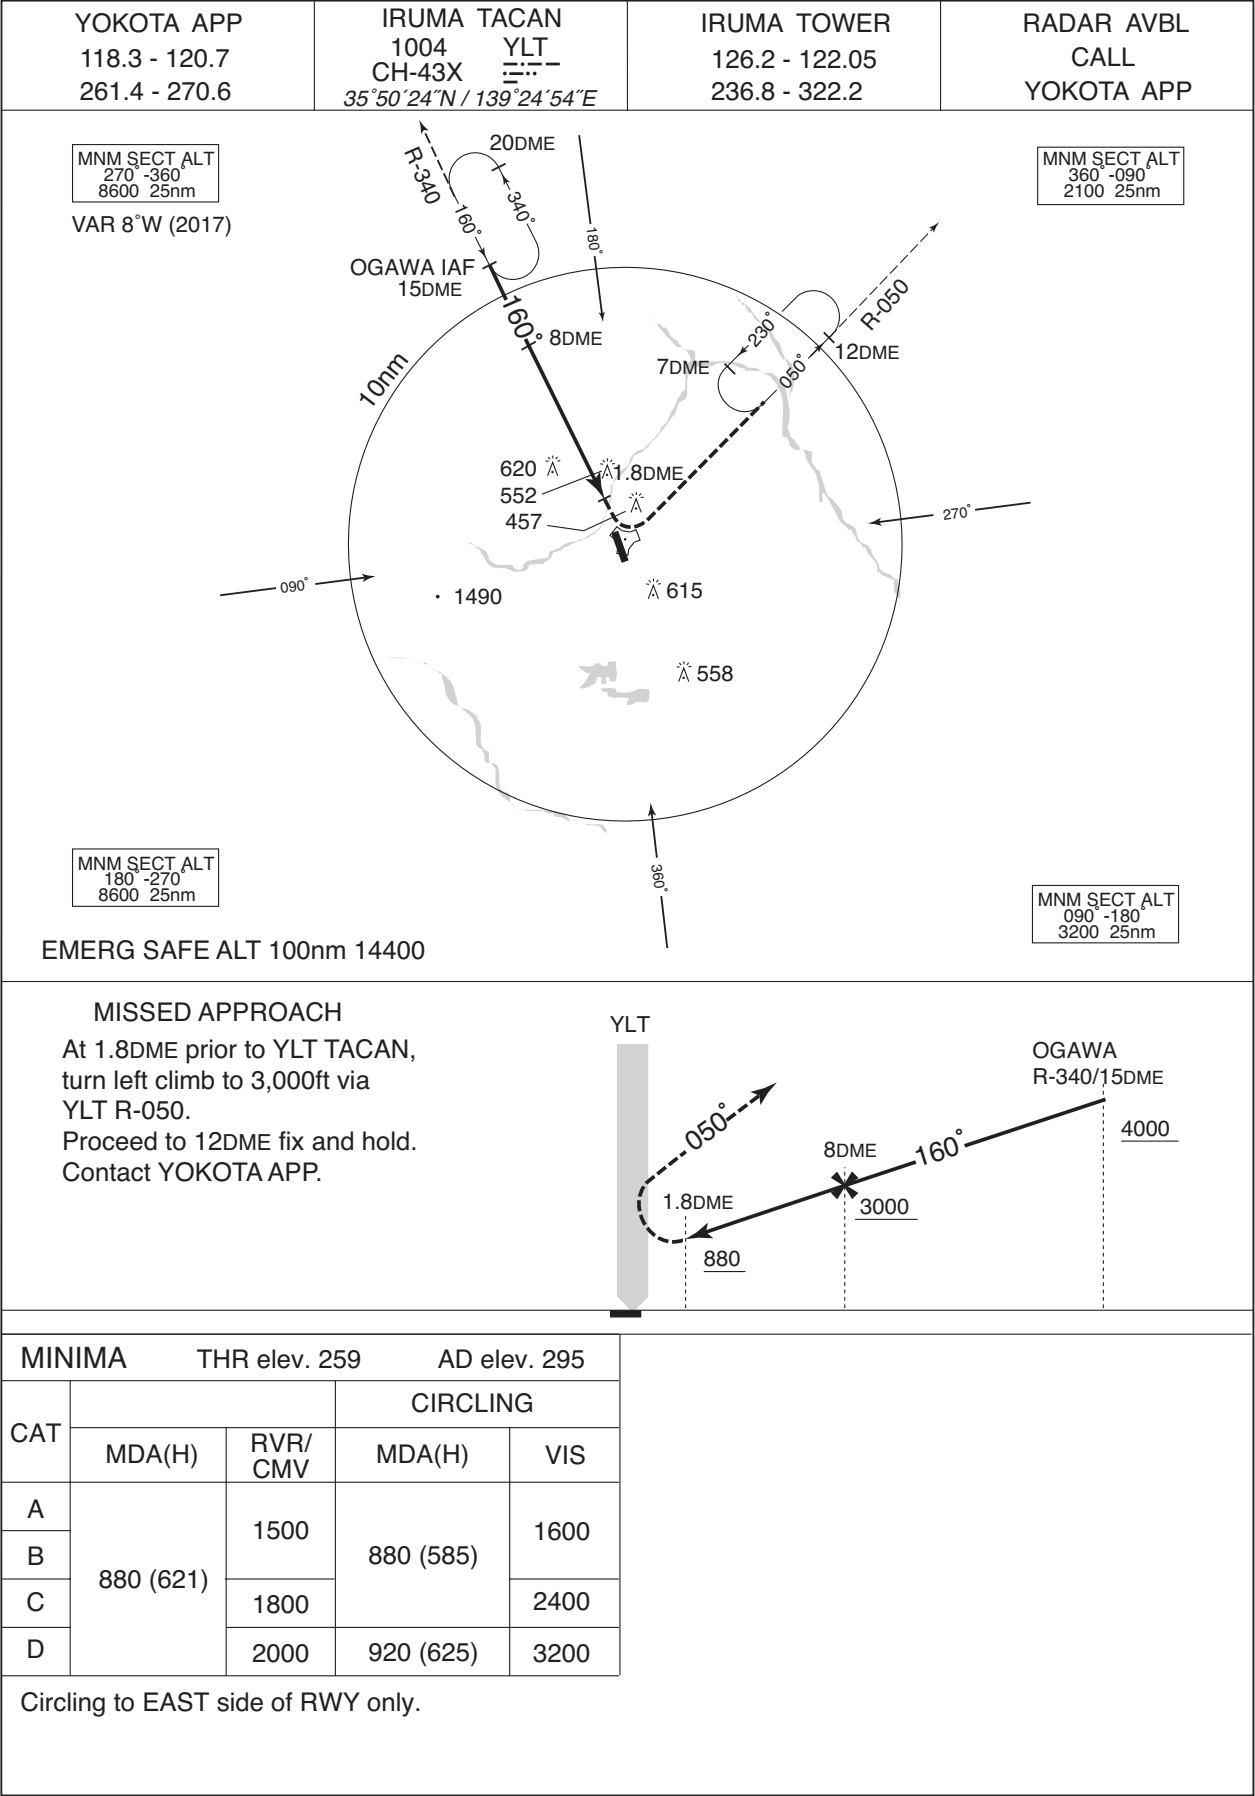 YOKOTA APP
118.3 - 120.7
261.4 - 270.6
IRUMA TACAN
1004 YLT
CH-43X
35°50´24˝N / 139°24´54˝E
IRUMA TOWER
126.2 - 122.05
236.8 - 322.2
RADAR AVBL
CALL
YOKOTA APP
MNM SECT ALT
270°-360°
8600 25nm
VAR 8°W (2017)
MNM SECT ALT
360°-090°
2100 25nm
R-340
20DME
160°
340°
180°
OGAWA IAF
15DME
160°
8DME
10nm
R-050
230°
12DME
7DME
050°
620
1.8DME
552
457
270°
090°
1490
615
558
360°
MNM SECT ALT
180°-270°
8600 25nm
MNM SECT ALT
090°-180°
3200 25nm
EMERG SAFE ALT 100nm 14400
MISSED APPROACH
At 1.8DME prior to YLT TACAN,
turn left climb to 3,000ft via
YLT R-050.
Proceed to 12DME fix and hold.
Contact YOKOTA APP.
YLT
OGAWA
R-340/15DME
050°
4000
8DME
160°
1.8DME
3000
880
MINIMA THR elev. 259 AD elev. 295
CAT
CIRCLING
MDA(H)
RVR/
CMV
MDA(H)
VIS
A
B
C
D
880 (621)
1500
1800
2000
880 (585)
920 (625)
1600
2400
3200
Circling to EAST side of RWY only.